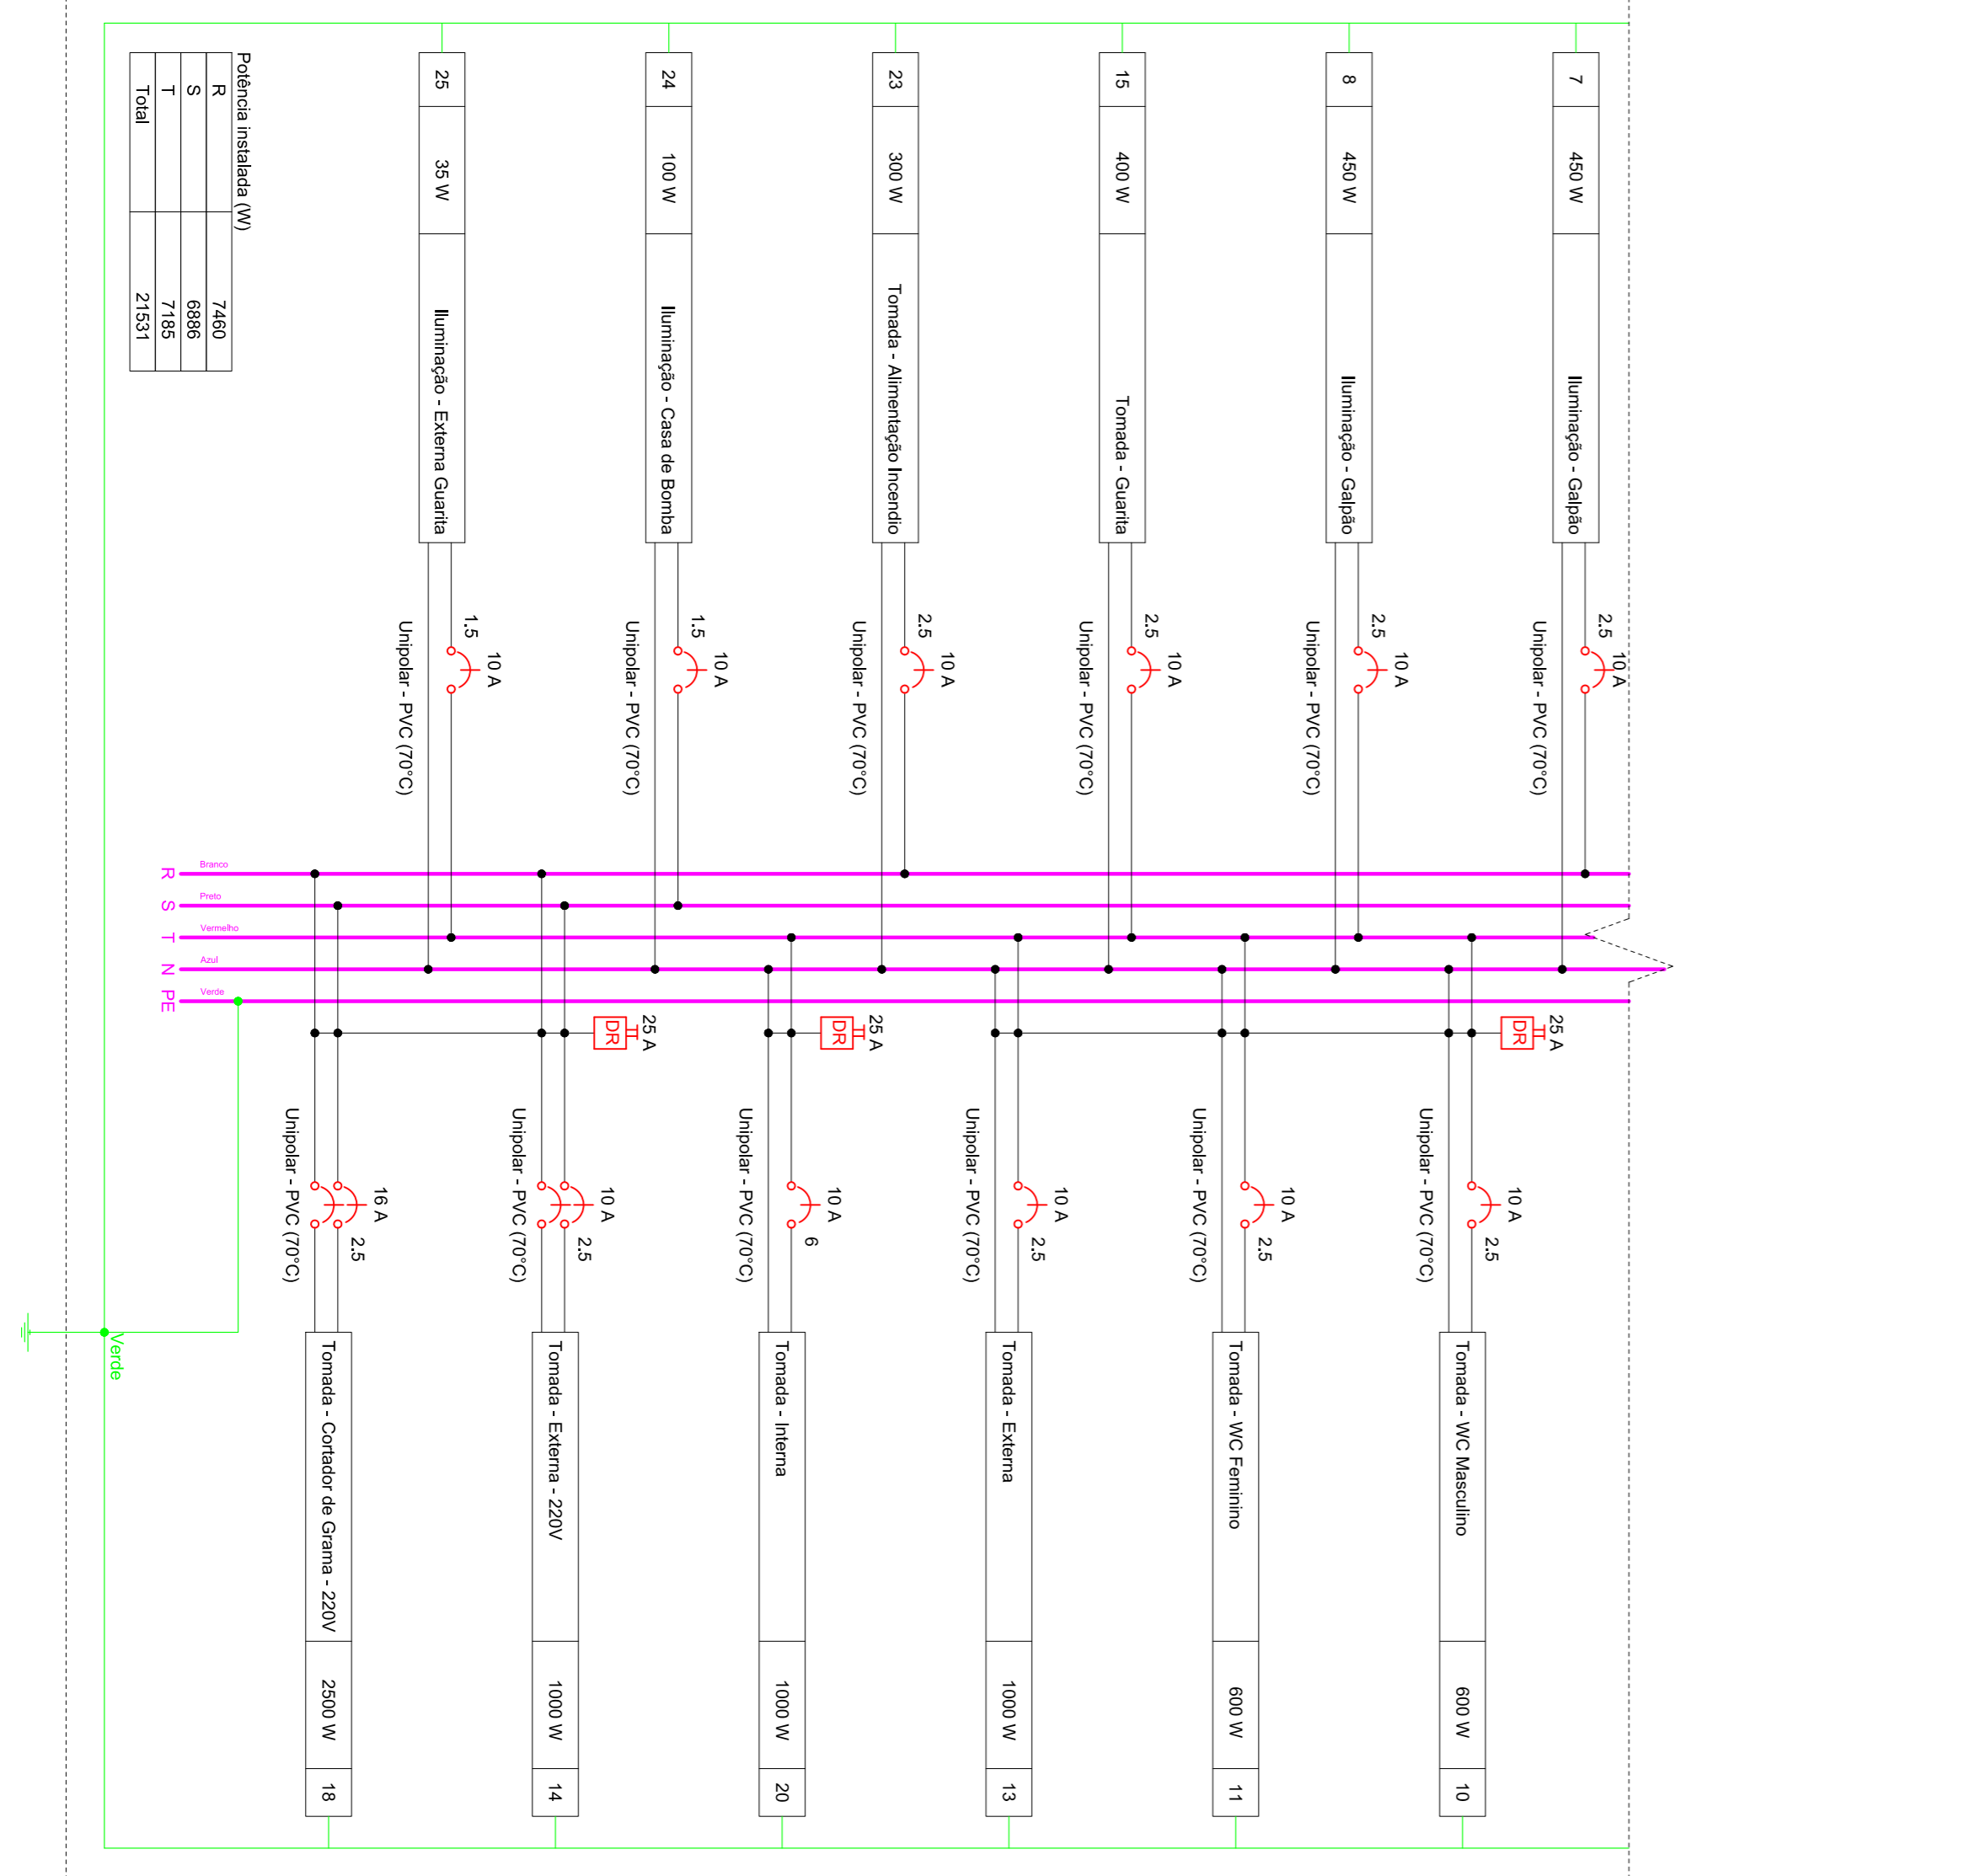 7
450 W
Iluminação - Galpão
2.5
10 A
Unipolar - PVC (70°C)
8
450 W
Iluminação - Galpão
2.5
10 A
Unipolar - PVC (70°C)
15
400 W
Tomada - Guarita
2.5
10 A
Unipolar - PVC (70°C)
23
300 W
Tomada - Alimentação Incendio
2.5
10 A
Unipolar - PVC (70°C)
24
100 W
Iluminação - Casa de Bomba
1.5
10 A
Unipolar - PVC (70°C)
25
35 W
Iluminação - Externa Guarita
1.5
10 A
Unipolar - PVC (70°C)
Potência instalada (W)
R 7460
S 6886
T 7185
Total 21531
R Branco
S Preto
T Vermelho
N Azul
PE Verde
25 A
DR
25 A
DR
25 A
DR
Unipolar - PVC (70°C)
10 A
2.5
Tomada - WC Masculino
600 W
10
Unipolar - PVC (70°C)
10 A
2.5
Tomada - WC Feminino
600 W
11
Unipolar - PVC (70°C)
10 A
2.5
Tomada - Externa
1000 W
13
Unipolar - PVC (70°C)
10 A
6
Tomada - Interna
1000 W
20
Unipolar - PVC (70°C)
10 A
2.5
Tomada - Externa - 220V
1000 W
14
Unipolar - PVC (70°C)
16 A
2.5
Tomada - Cortador de Grama - 220V
2500 W
18
Verde